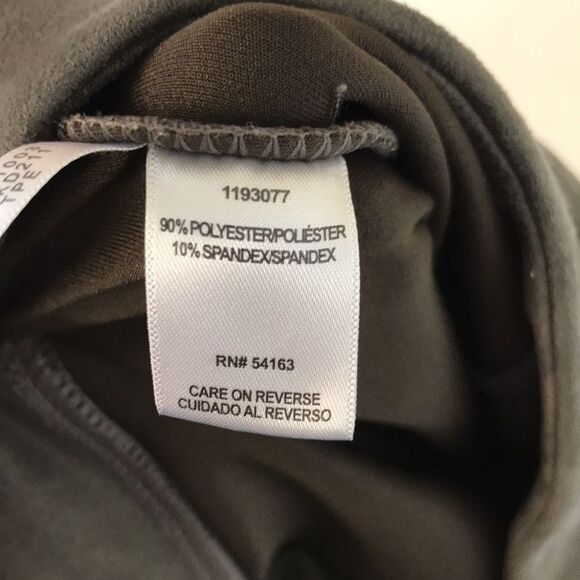 1193077
90% POLYESTER/POLIÉSTER
10% SPANDEX/SPANDEX
RN# 54163
CARE ON REVERSE
CUIDADO AL REVERSO